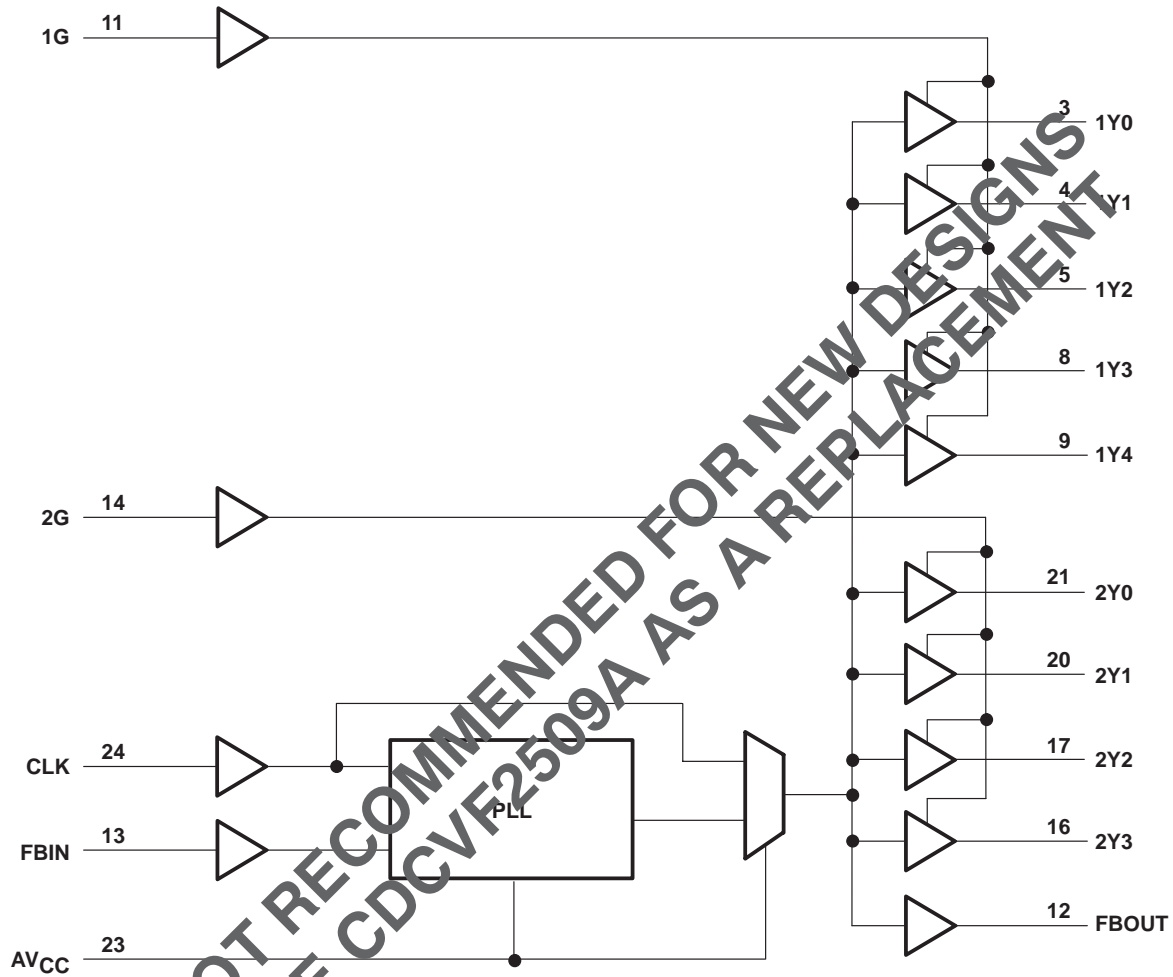 1G 11
3 1Y0
4 1Y1
5 1Y2
8 1Y3
9 1Y4
2G 14
21 2Y0
20 2Y1
17 2Y2
16 2Y3
12 FBOUT
CLK 24
FBIN 13
AVCC 23
PLL
OT RECOMMENDED FOR NEW DESIGNS
E CDCVF2509A AS A REPLACEMENT